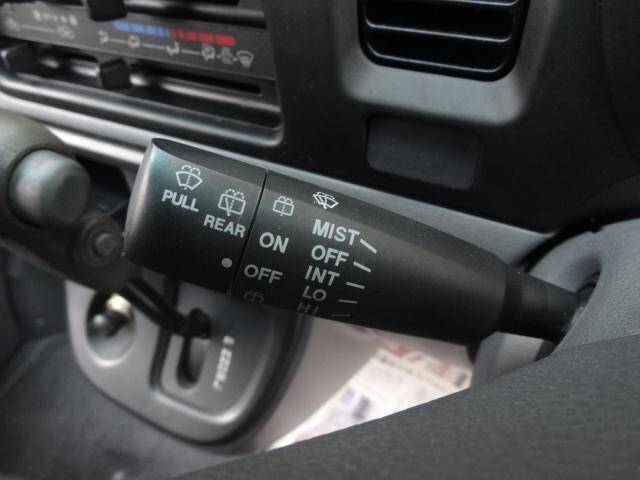 PULL
REAR
ON
OFF
MIST
OFF
INT
LO
HI